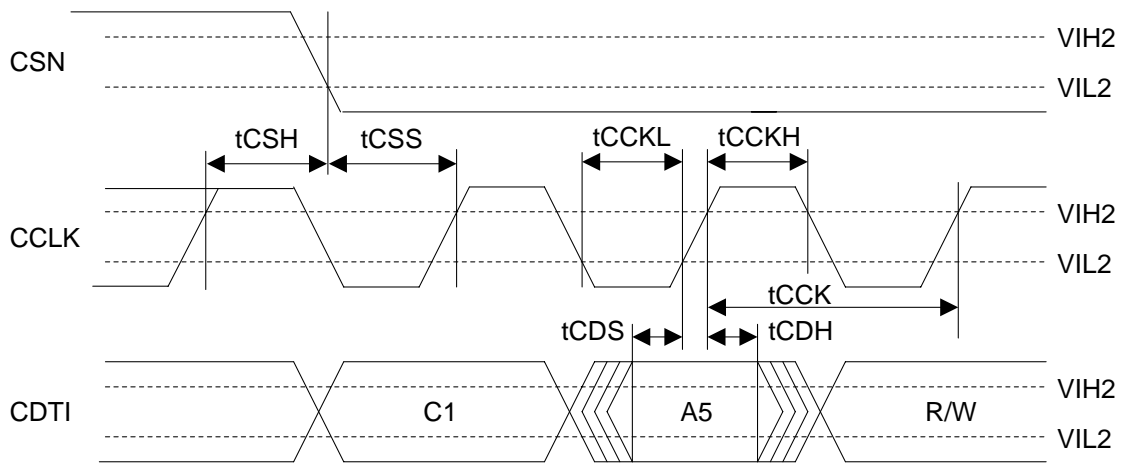 VIH2
CSN
VIL2
tCSH tCSS tCCKL tCCKH
VIH2
CCLK
VIL2
tCCK
tCDS tCDH
VIH2
CDTI C1 A5 R/W
VIL2